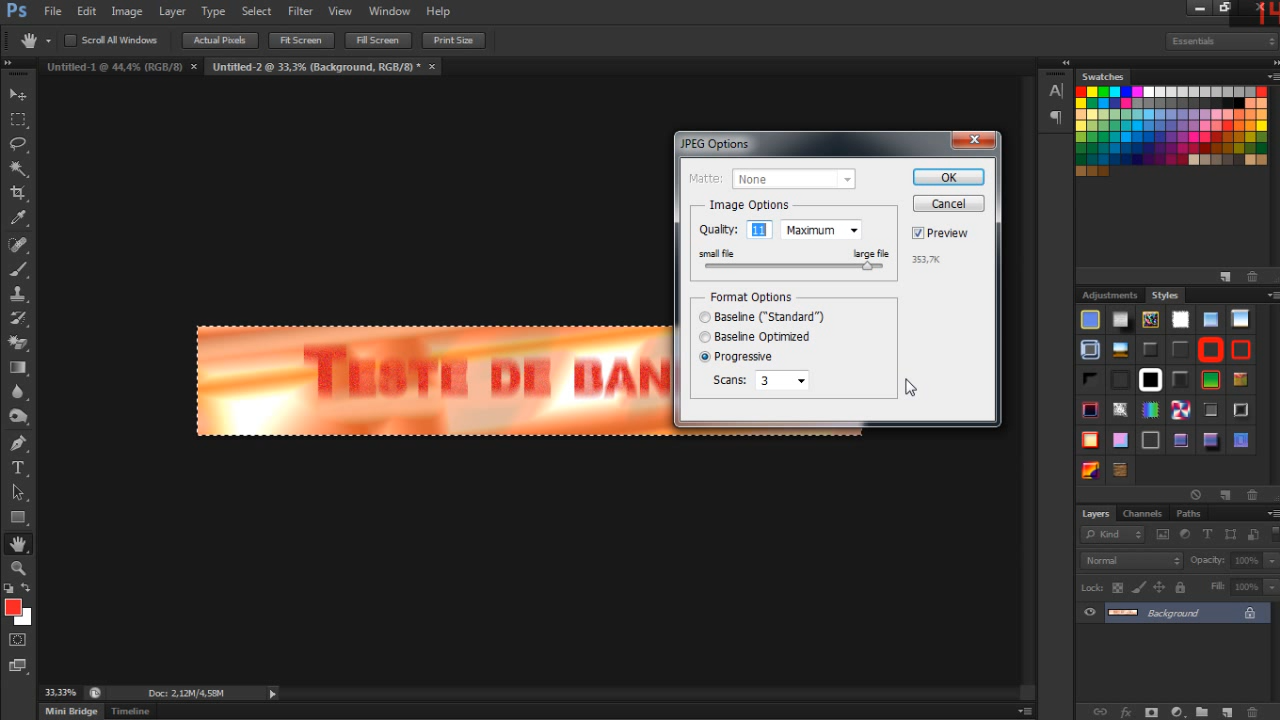 Ps File Edit Image Layer Type Select Filter View Window Help
Scroll All Windows Actual Pixels Fit Screen Fill Screen Print Size Essentials
Untitled-1 @ 44,4% (RGB/8) × Untitled-2 @ 33,3% (Background, RGB/8) * ×
Swatches
JPEG Options
Matte: None
OK
Image Options
Cancel
Quality: 11 Maximum
Preview
small file large file
353,7K
Format Options
Baseline (“Standard”)
Baseline Optimized
Progressive
Scans: 3
Teste de ban
Adjustments Styles
Layers Channels Paths
Kind
Normal Opacity: 100%
Lock: Fill: 100%
Background
33,33% Doc: 2,12M/4,58M
Mini Bridge Timeline